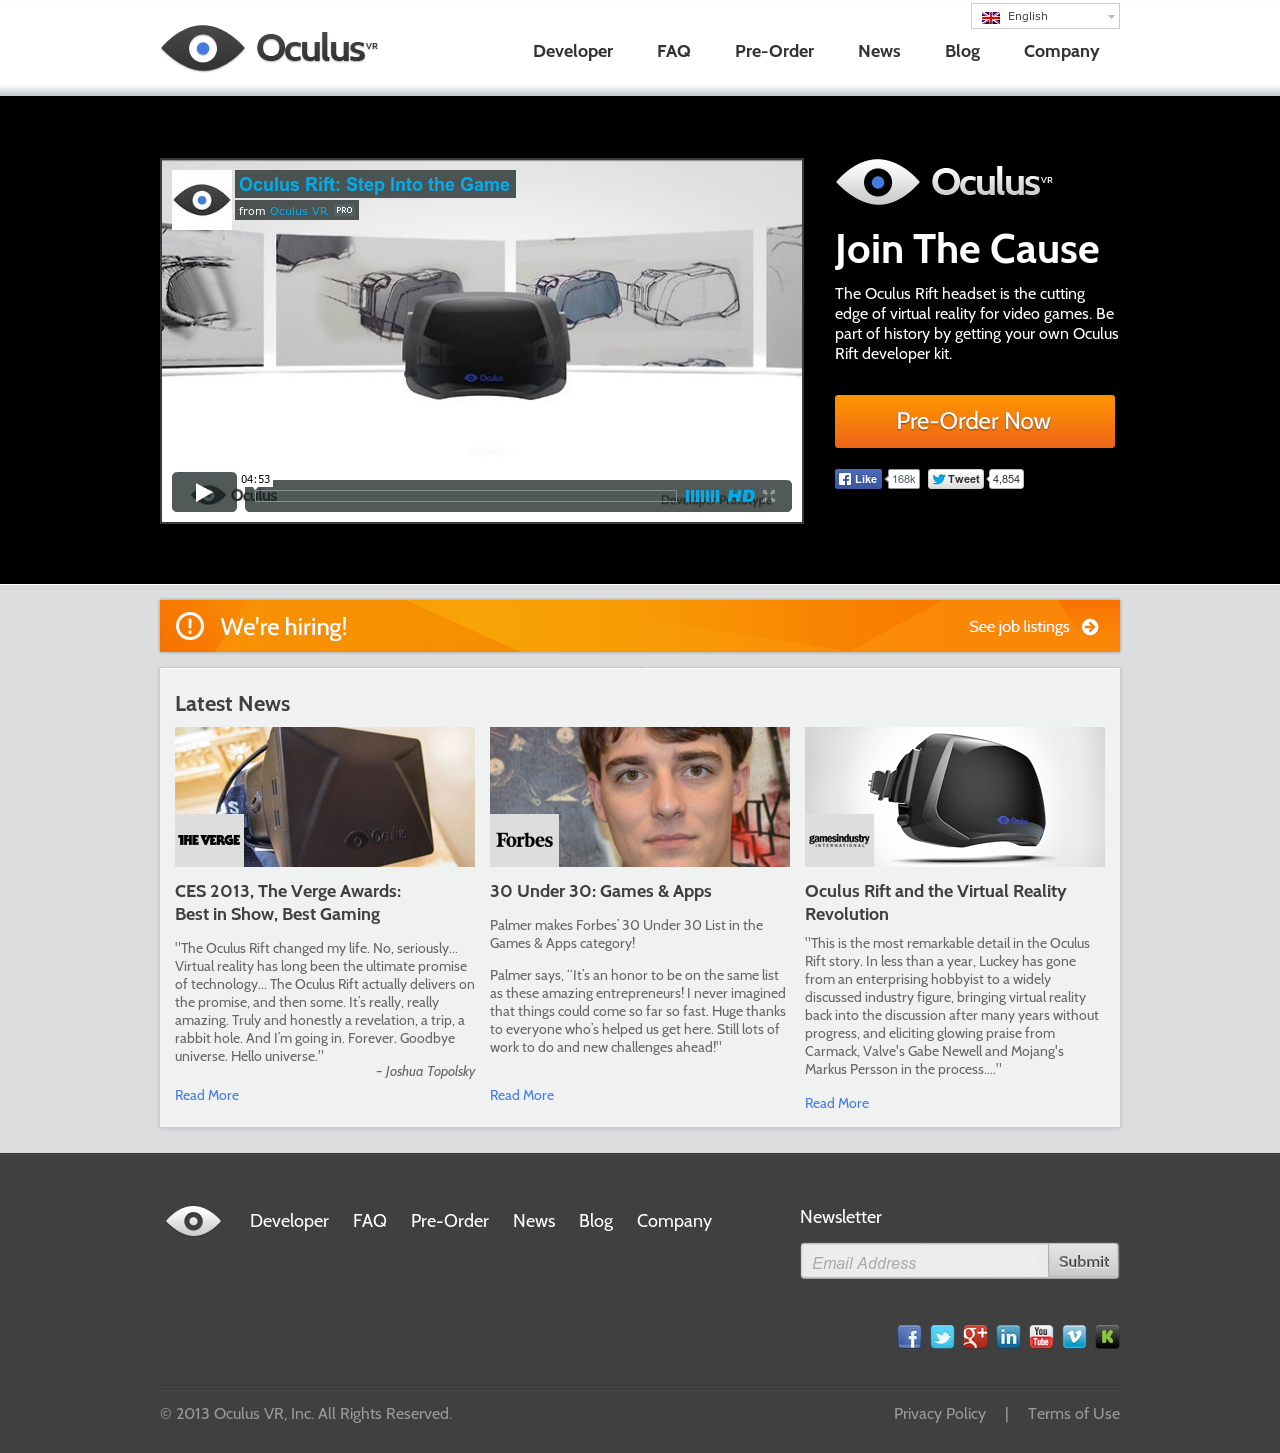 English
Oculus VR
Developer FAQ Pre-Order News Blog Company
Oculus Rift: Step Into the Game
from Oculus VR PRO
Oculus
04:53
Oculus
HD
Developer Prototype
Oculus VR
Join The Cause
The Oculus Rift headset is the cutting
edge of virtual reality for video games. Be
part of history by getting your own Oculus
Rift developer kit.
Pre-Order Now
Like 168k Tweet 4,854
We're hiring!
See job listings
Latest News
Oculus
THE VERGE
CES 2013, The Verge Awards:
Best in Show, Best Gaming
"The Oculus Rift changed my life. No, seriously...
Virtual reality has long been the ultimate promise
of technology... The Oculus Rift actually delivers on
the promise, and then some. It's really, really
amazing. Truly and honestly a revelation, a trip, a
rabbit hole. And I'm going in. Forever. Goodbye
universe. Hello universe."
– Joshua Topolsky
Read More
Forbes
30 Under 30: Games & Apps
Palmer makes Forbes’ 30 Under 30 List in the
Games & Apps category!
Palmer says, “It’s an honor to be on the same list
as these amazing entrepreneurs! I never imagined
that things could come so far so fast. Huge thanks
to everyone who’s helped us get here. Still lots of
work to do and new challenges ahead!"
Read More
Oculus
gamesindustry
INTERNATIONAL
Oculus Rift and the Virtual Reality
Revolution
"This is the most remarkable detail in the Oculus
Rift story. In less than a year, Luckey has gone
from an enterprising hobbyist to a widely
discussed industry figure, bringing virtual reality
back into the discussion after many years without
progress, and eliciting glowing praise from
Carmack, Valve's Gabe Newell and Mojang's
Markus Persson in the process...."
Read More
Developer FAQ Pre-Order News Blog Company
Newsletter
Email Address
Submit
f g+ in You Tube v K
© 2013 Oculus VR, Inc. All Rights Reserved.
Privacy Policy | Terms of Use